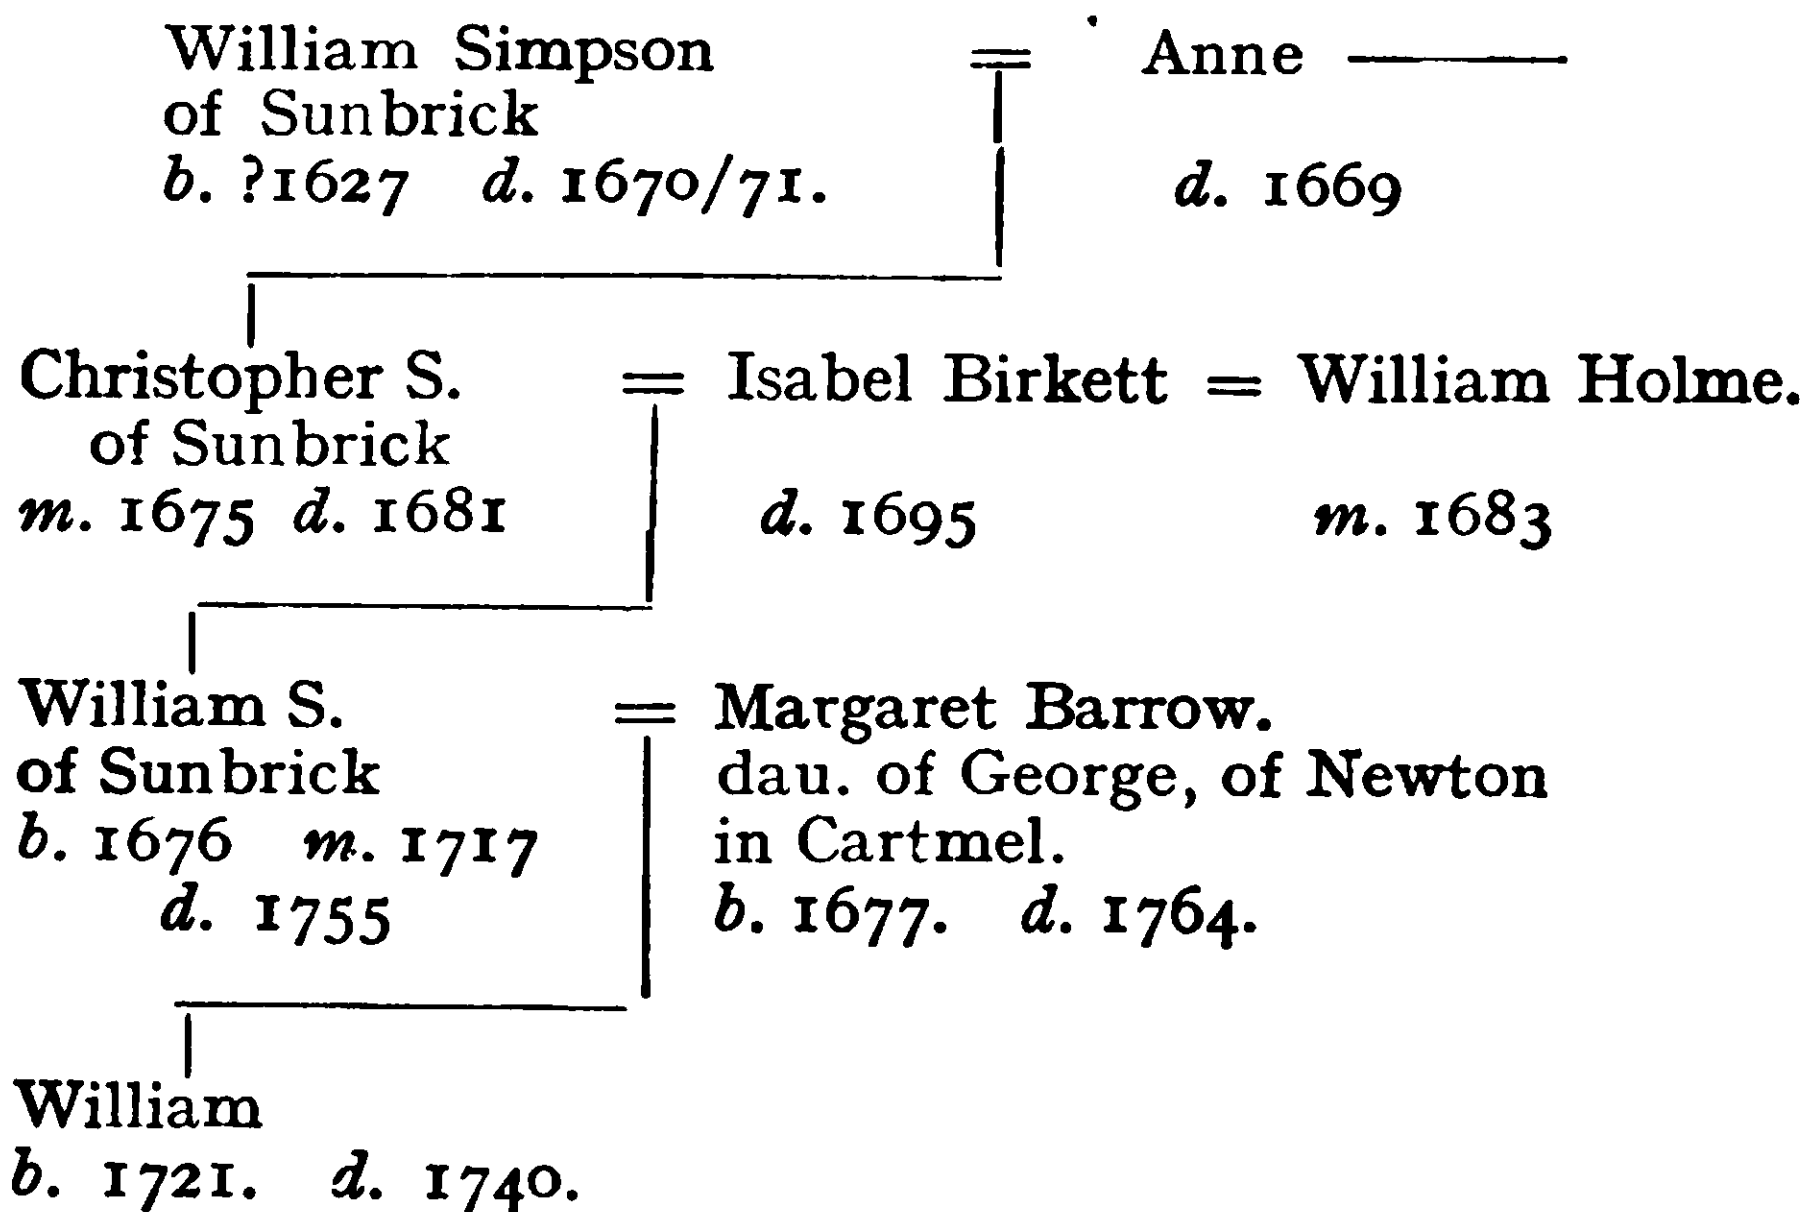 William Simpson = Anne ——
of Sunbrick
b. ?1627 d. 1670/71. d. 1669
Christopher S. = Isabel Birkett = William Holme.
of Sunbrick
m. 1675 d. 1681 d. 1695 m. 1683
William S. = Margaret Barrow.
of Sunbrick dau. of George, of Newton
b. 1676 m. 1717 in Cartmel.
d. 1755 b. 1677. d. 1764.
William
b. 1721. d. 1740.